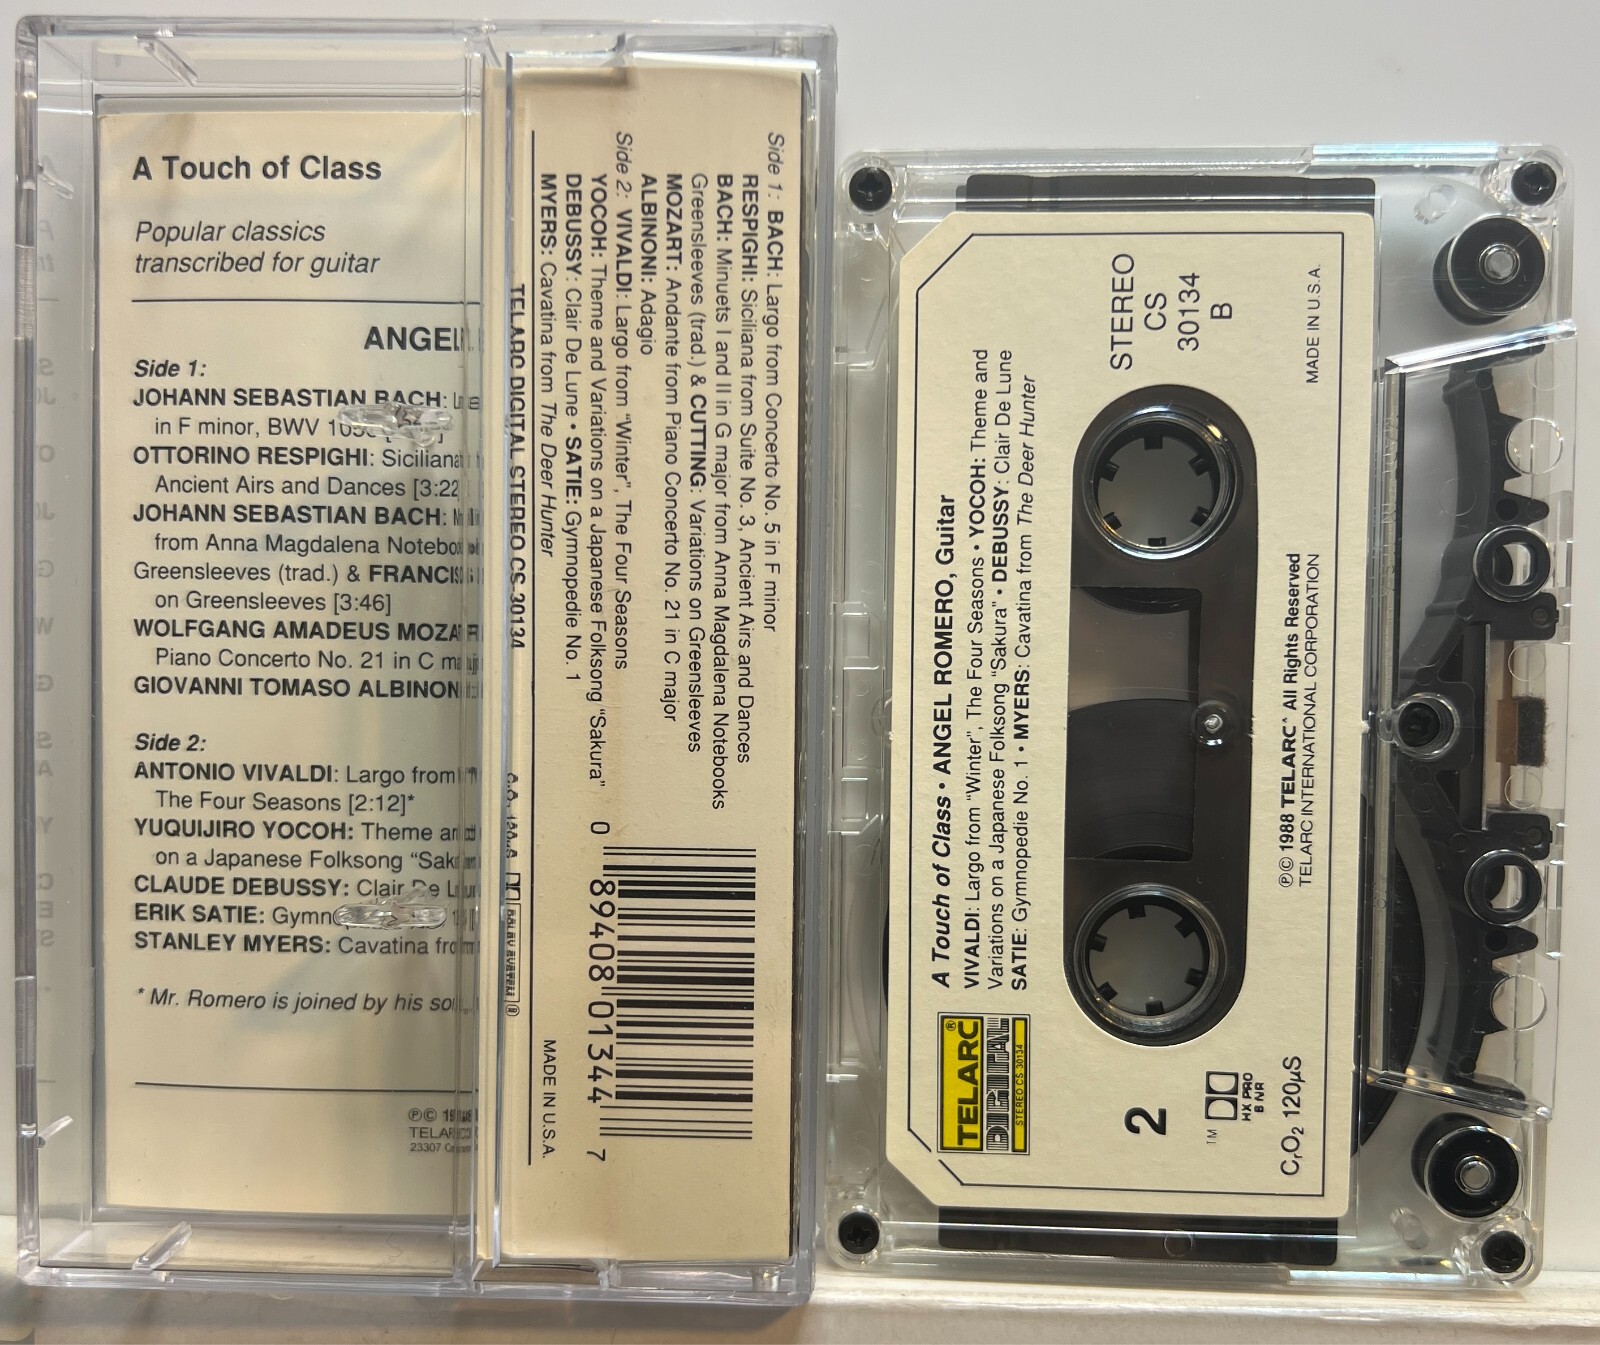 A Touch of Class
Popular classics
transcribed for guitar
ANGEL
Side 1:
JOHANN SEBASTIAN BACH:
in F minor, BWV
OTTORINO RESPIGHI: Siciliana
Ancient Airs and Dances [3:22
JOHANN SEBASTIAN BACH:
from Anna Magdalena
Greensleeves (trad.) &
on Greensleeves [3:46]
WOLFGANG AMADEUS
Piano Concerto No. 21 in C
GIOVANNI TOMASO
Side 2:
ANTONIO VIVALDI: Largo from
The Four Seasons [2:12]*
YUQUIJIRO YOCOH: Theme
on a Japanese Folksong
CLAUDE DEBUSSY: Clair De
ERIK SATIE:
STANLEY MYERS: Cavatina
* Mr. Romero is joined by his
℗©
23307
Side 1: BACH: Largo from Concerto No. 5 in F minor
RESPIGHI: Siciliana from Suite No. 3, Ancient Airs and Dances
BACH: Minuets I and II in G major from Anna Magdalena Notebooks
Greensleeves (trad.) & CUTTING: Variations on Greensleeves
MOZART: Andante from Piano Concerto No. 21 in C major
ALBINONI: Adagio
Side 2: VIVALDI: Largo from "Winter", The Four Seasons
YOCOH: Theme and Variations on a Japanese Folksong "Sakura"
DEBUSSY: Clair De Lune • SATIE: Gymnopedie No. 1
MYERS: Cavatina from The Deer Hunter
0 89408 01344 7
MADE IN U.S.A.
TELARC DIGITAL STEREO CS-30134
A Touch of Class • ANGEL ROMERO, Guitar
VIVALDI: Largo from "Winter", The Four Seasons • YOCOH: Theme and
Variations on a Japanese Folksong "Sakura" • DEBUSSY: Clair De Lune
SATIE: Gymnopedie No. 1 • MYERS: Cavatina from The Deer Hunter
STEREO
CS
30134
B
MADE IN U.S.A.
TELARC®
DIGITAL
STEREO CS 30134
2
TM
HX PRO
B NR
CrO2 120µS
℗© 1988 TELARC® All Rights Reserved
TELARC INTERNATIONAL CORPORATION